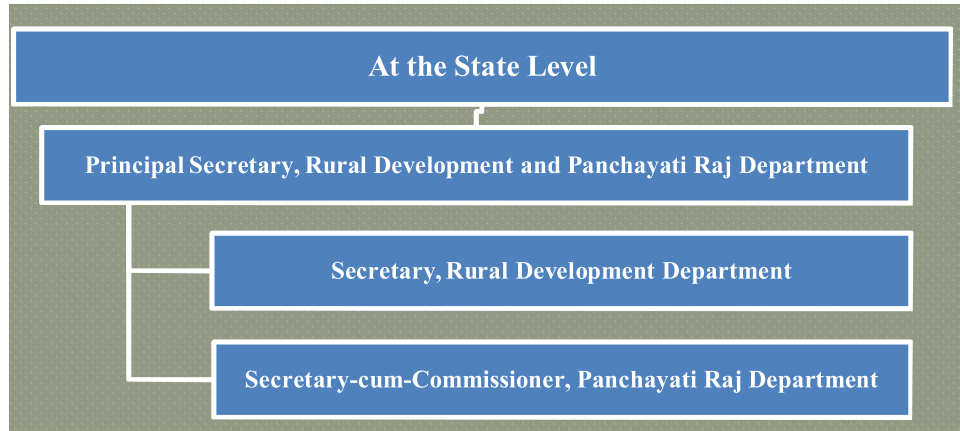 At the State Level
Principal Secretary, Rural Development and Panchayati Raj Department
Secretary, Rural Development Department
Secretary-cum-Commissioner, Panchayati Raj Department